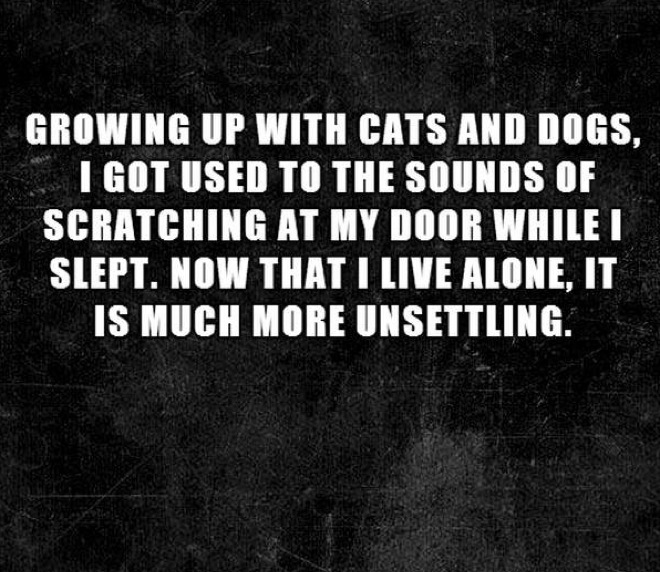 GROWING UP WITH CATS AND DOGS,
I GOT USED TO THE SOUNDS OF
SCRATCHING AT MY DOOR WHILE I
SLEPT. NOW THAT I LIVE ALONE, IT
IS MUCH MORE UNSETTLING.